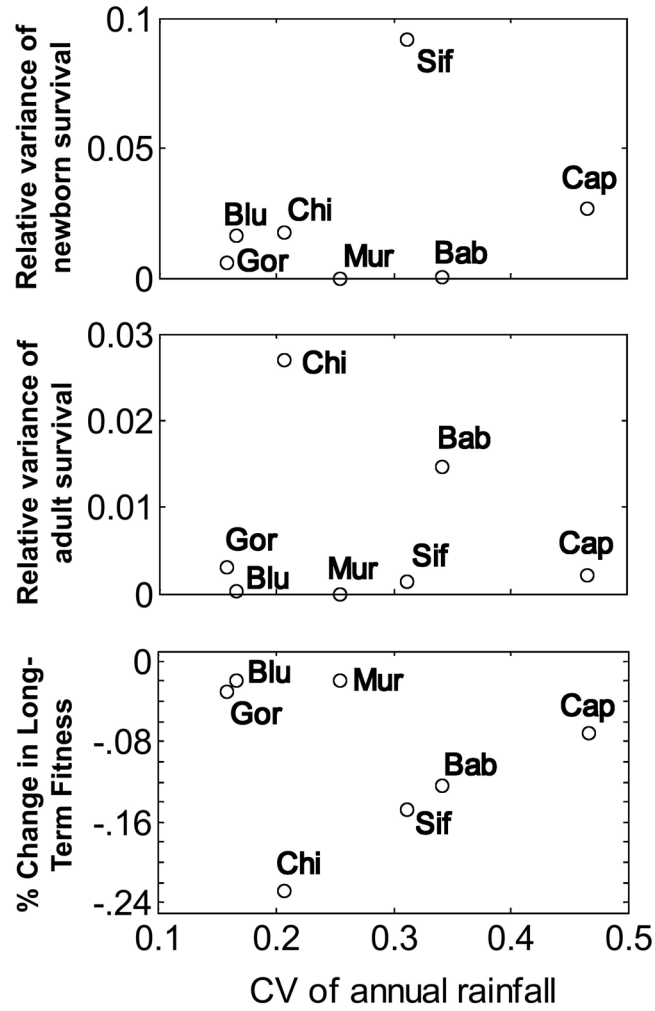 Relative variance of
newborn survival
0.1
0.05
0
Sif
Cap
Blu
Chi
Gor
Mur
Bab
Relative variance of
adult survival
0.03
0.02
0.01
0
Chi
Bab
Gor
Blu
Mur
Sif
Cap
% Change in Long-
Term Fitness
0
-.08
-.16
-.24
Blu
Gor
Mur
Cap
Bab
Sif
Chi
0.1 0.2 0.3 0.4 0.5
CV of annual rainfall